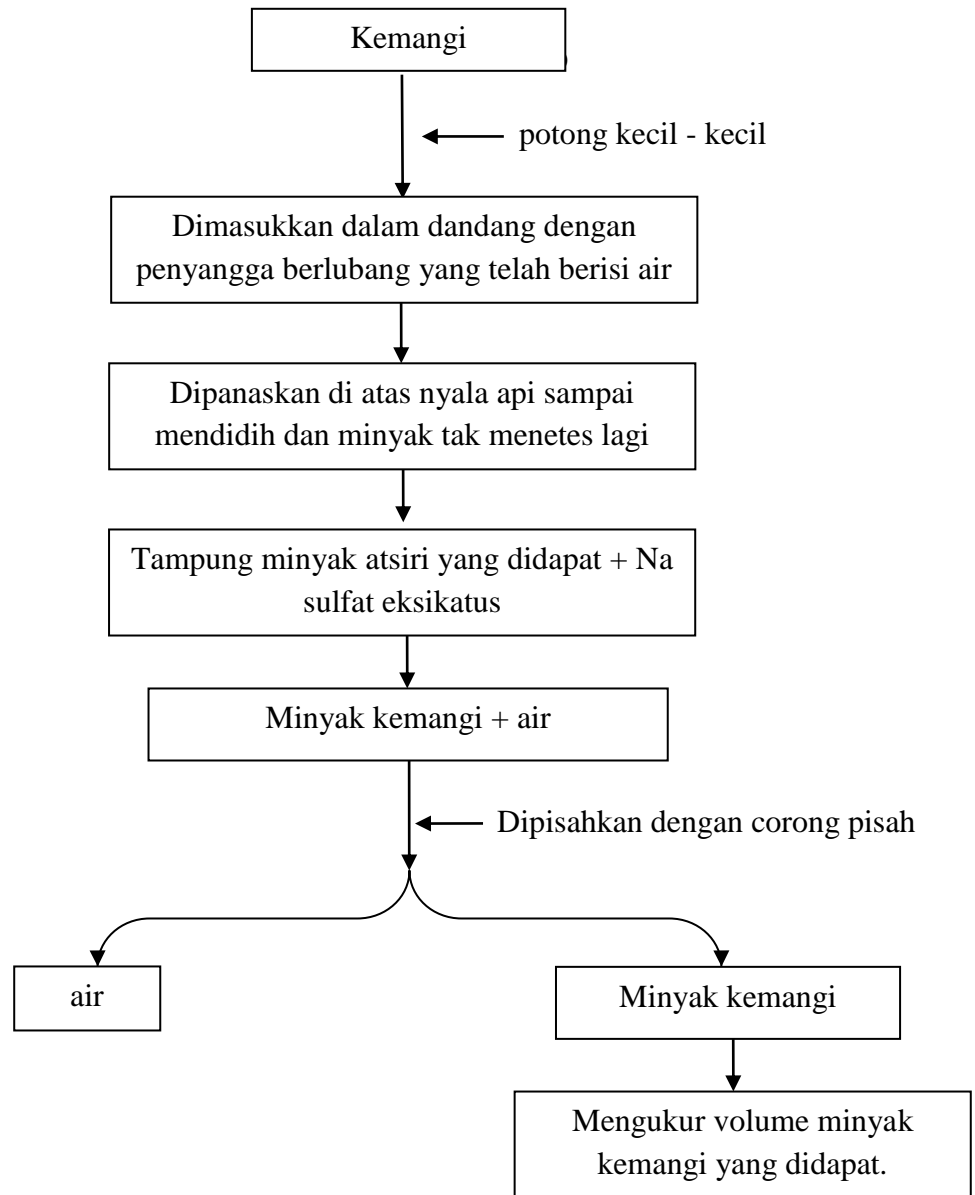 Kemangi
potong kecil - kecil
Dimasukkan dalam dandang dengan
penyangga berlubang yang telah berisi air
Dipanaskan di atas nyala api sampai
mendidih dan minyak tak menetes lagi
Tampung minyak atsiri yang didapat + Na
sulfat eksikatus
Minyak kemangi + air
Dipisahkan dengan corong pisah
air
Minyak kemangi
Mengukur volume minyak
kemangi yang didapat.